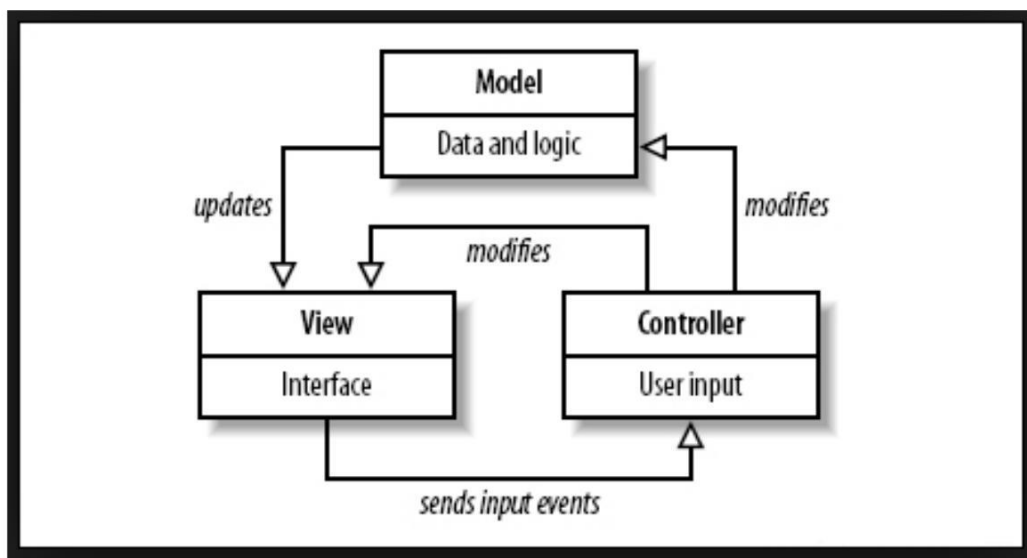 Model
Data and logic
updates
modifies
modifies
View
Controller
Interface
User input
sends input events